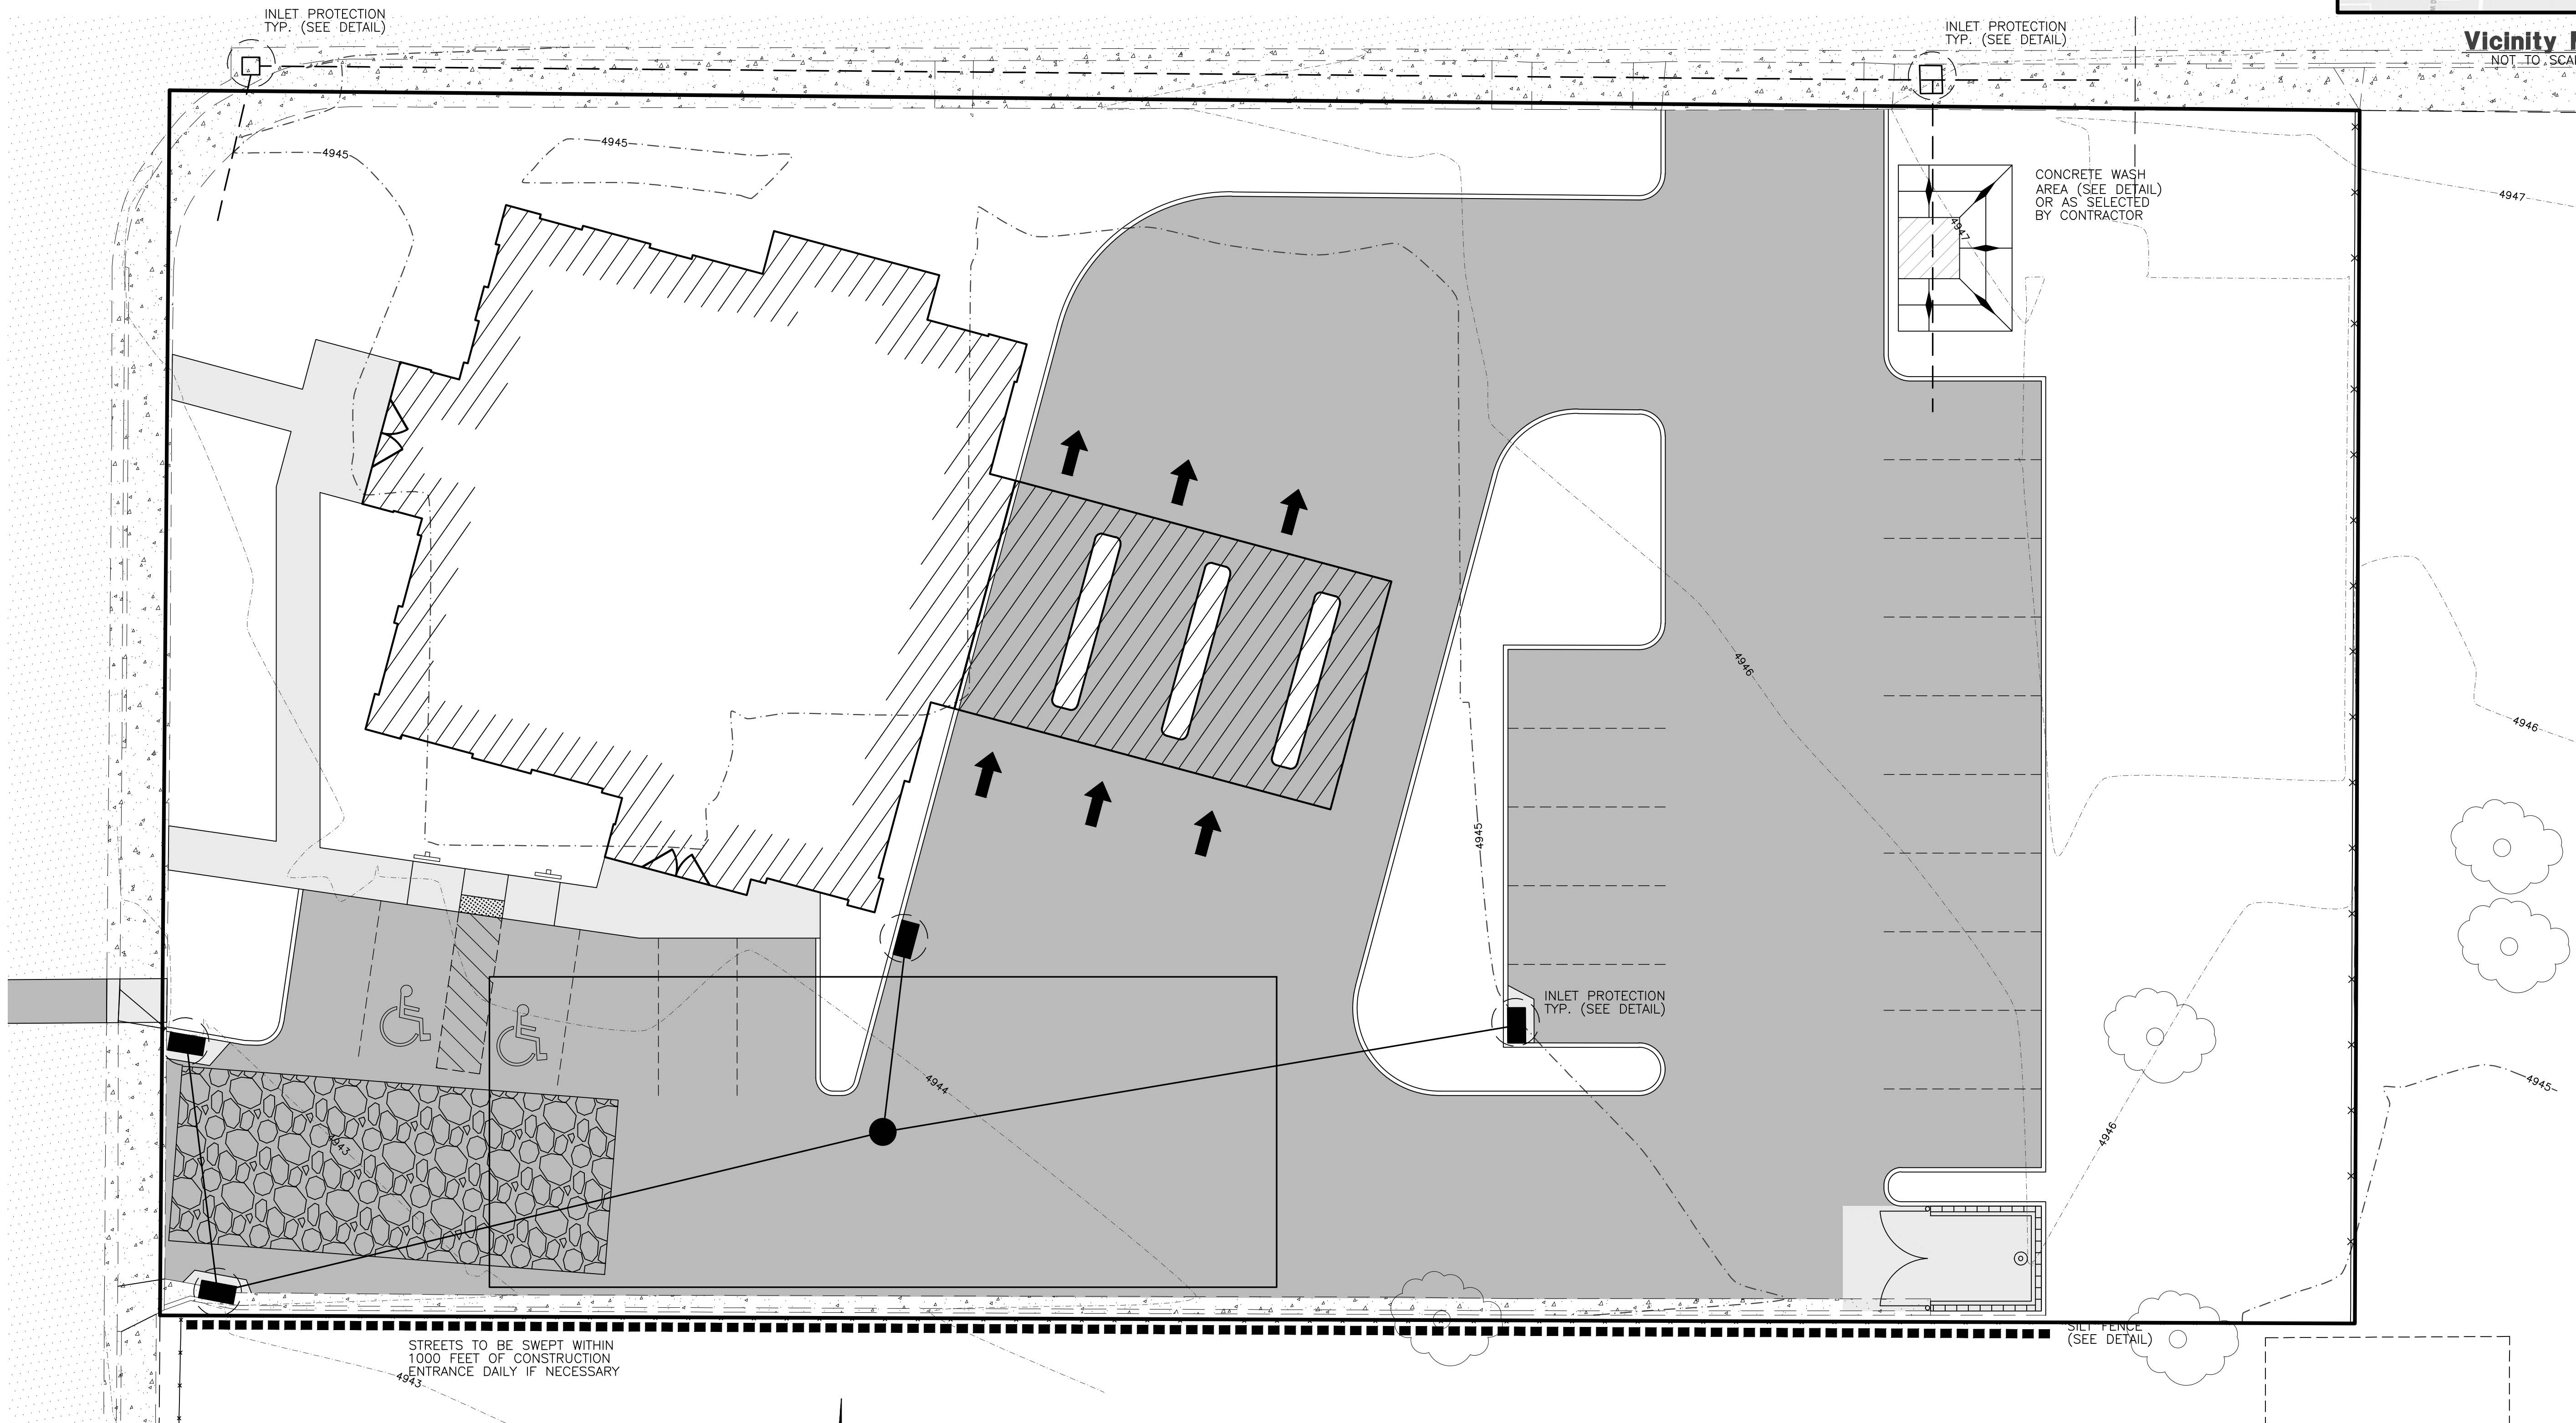 INLET PROTECTION
TYP. (SEE DETAIL)
INLET PROTECTION
TYP. (SEE DETAIL)
Vicinity
NOT TO
4945
4945
CONCRETE WASH
AREA (SEE DETAIL)
OR AS SELECTED
BY CONTRACTOR
4947
4947
4946
4946
4945
INLET PROTECTION
TYP. (SEE DETAIL)
4944
4945
4943
4946
SILT FENCE
(SEE DETAIL)
STREETS TO BE SWEPT WITHIN
1000 FEET OF CONSTRUCTION
ENTRANCE DAILY IF NECESSARY
4943